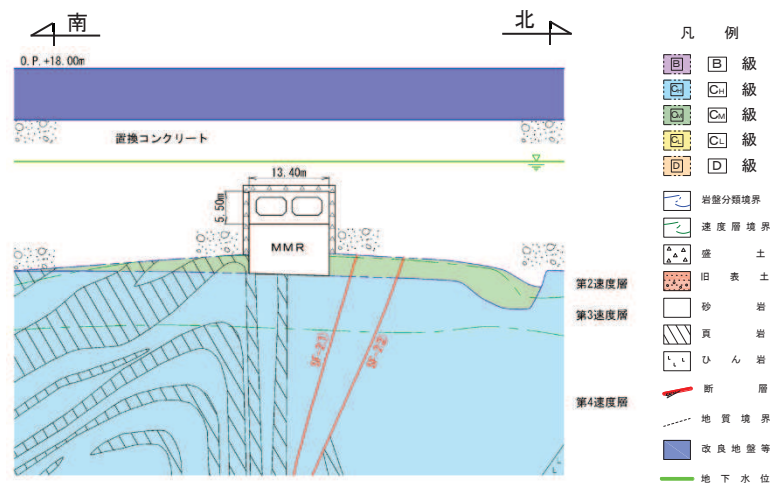 南
北
O.P.+18.00m
置換コンクリート
13.40m
5.50m
MMR
SF-2①
SF-2②
第2速度層
第3速度層
第4速度層
凡 例
B B 級
CH CH 級
CM CM 級
CL CL 級
D D 級
岩盤分類境界
速度層境界
盛 土
旧 表 土
砂 岩
頁 岩
ひ ん 岩
断 層
地 質 境 界
改 良 地 盤 等
地 下 水 位